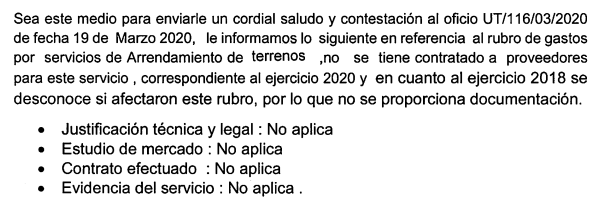 Sea este medio para enviarle un cordial saludo y contestación al oficio UT/116/03/2020
de fecha 19 de Marzo 2020, le informamos lo siguiente en referencia al rubro de gastos
por servicios de Arrendamiento de terrenos ,no se tiene contratado a proveedores
para este servicio , correspondiente al ejercicio 2020 y en cuanto al ejercicio 2018 se
desconoce si afectaron este rubro, por lo que no se proporciona documentación.
• Justificación técnica y legal : No aplica
• Estudio de mercado : No aplica
• Contrato efectuado : No aplica
• Evidencia del servicio : No aplica .